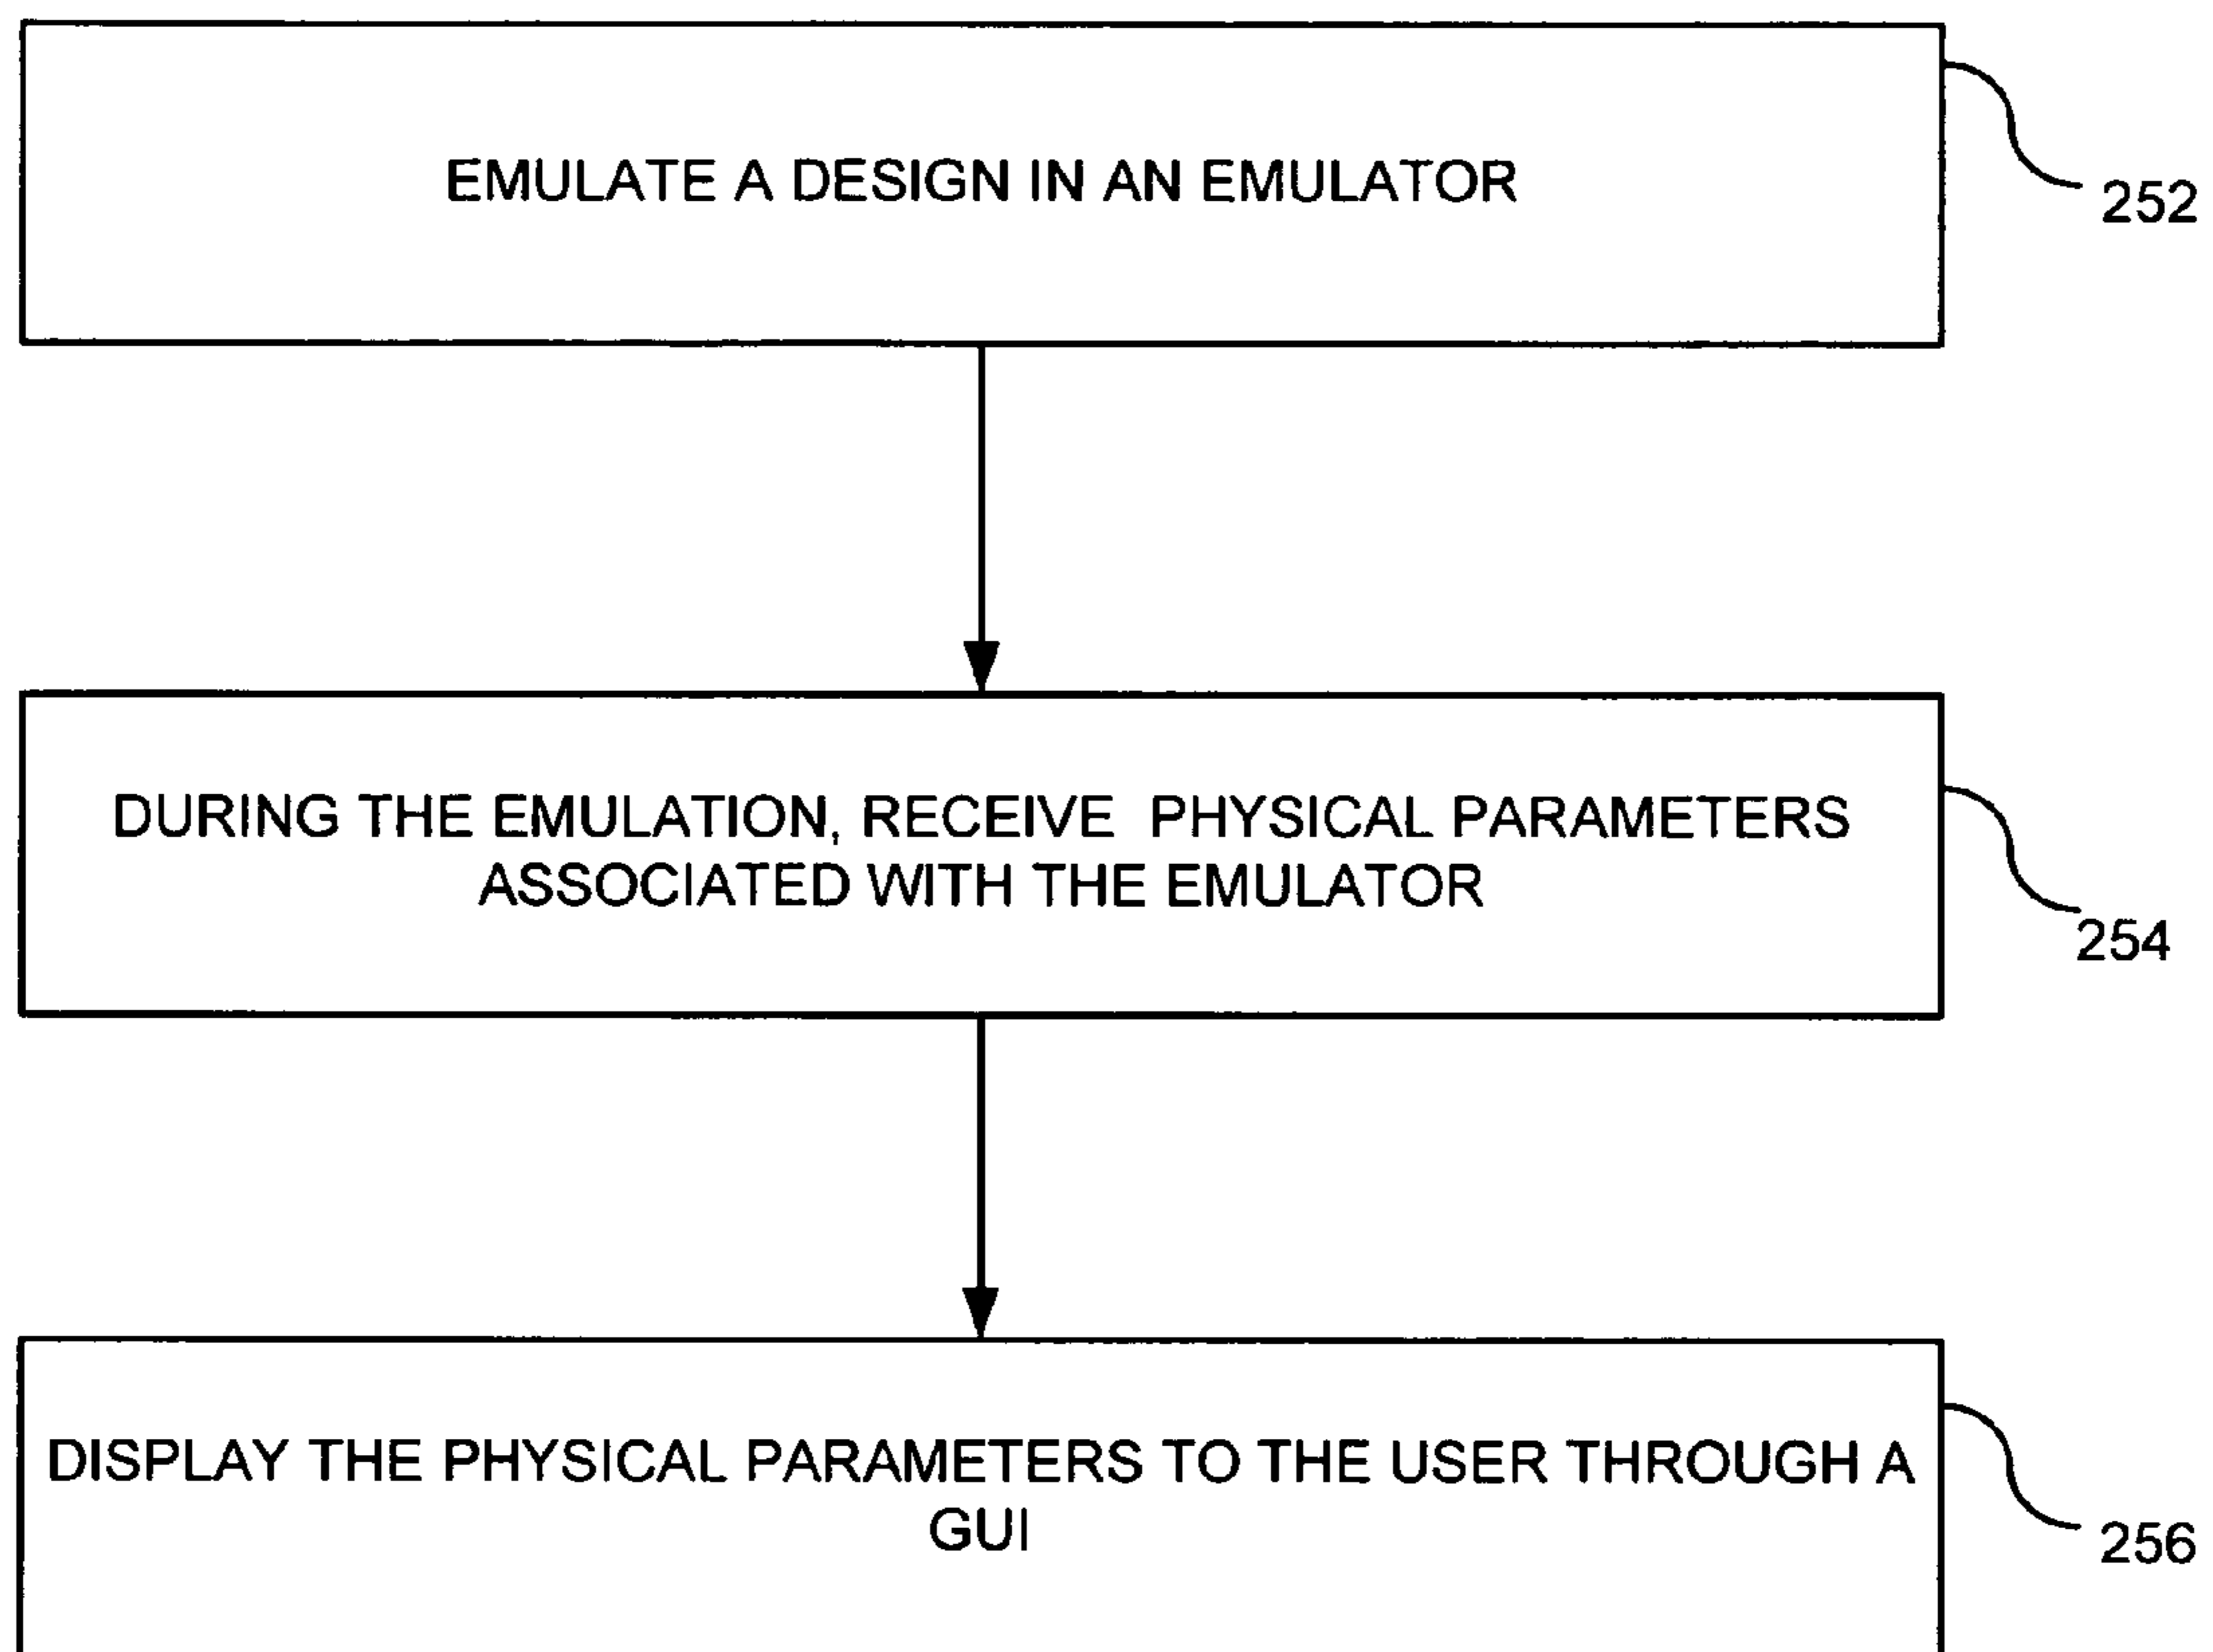 EMULATE A DESIGN IN AN EMULATOR
252
DURING THE EMULATION, RECEIVE PHYSICAL PARAMETERS
ASSOCIATED WITH THE EMULATOR
254
DISPLAY THE PHYSICAL PARAMETERS TO THE USER THROUGH A
GUI
256